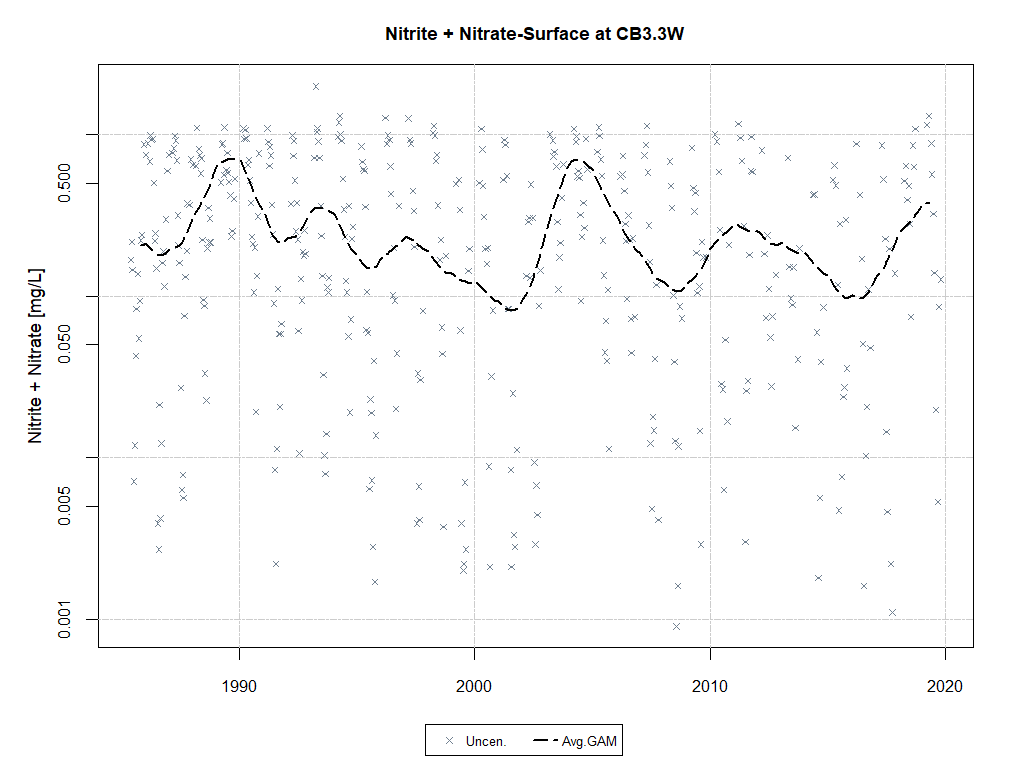 Nitrite + Nitrate-Surface at CB3.3W
Nitrite + Nitrate [mg/L]
0.500
0.050
0.005
0.001
1990 2000 2010 2020
Uncen. Avg.GAM